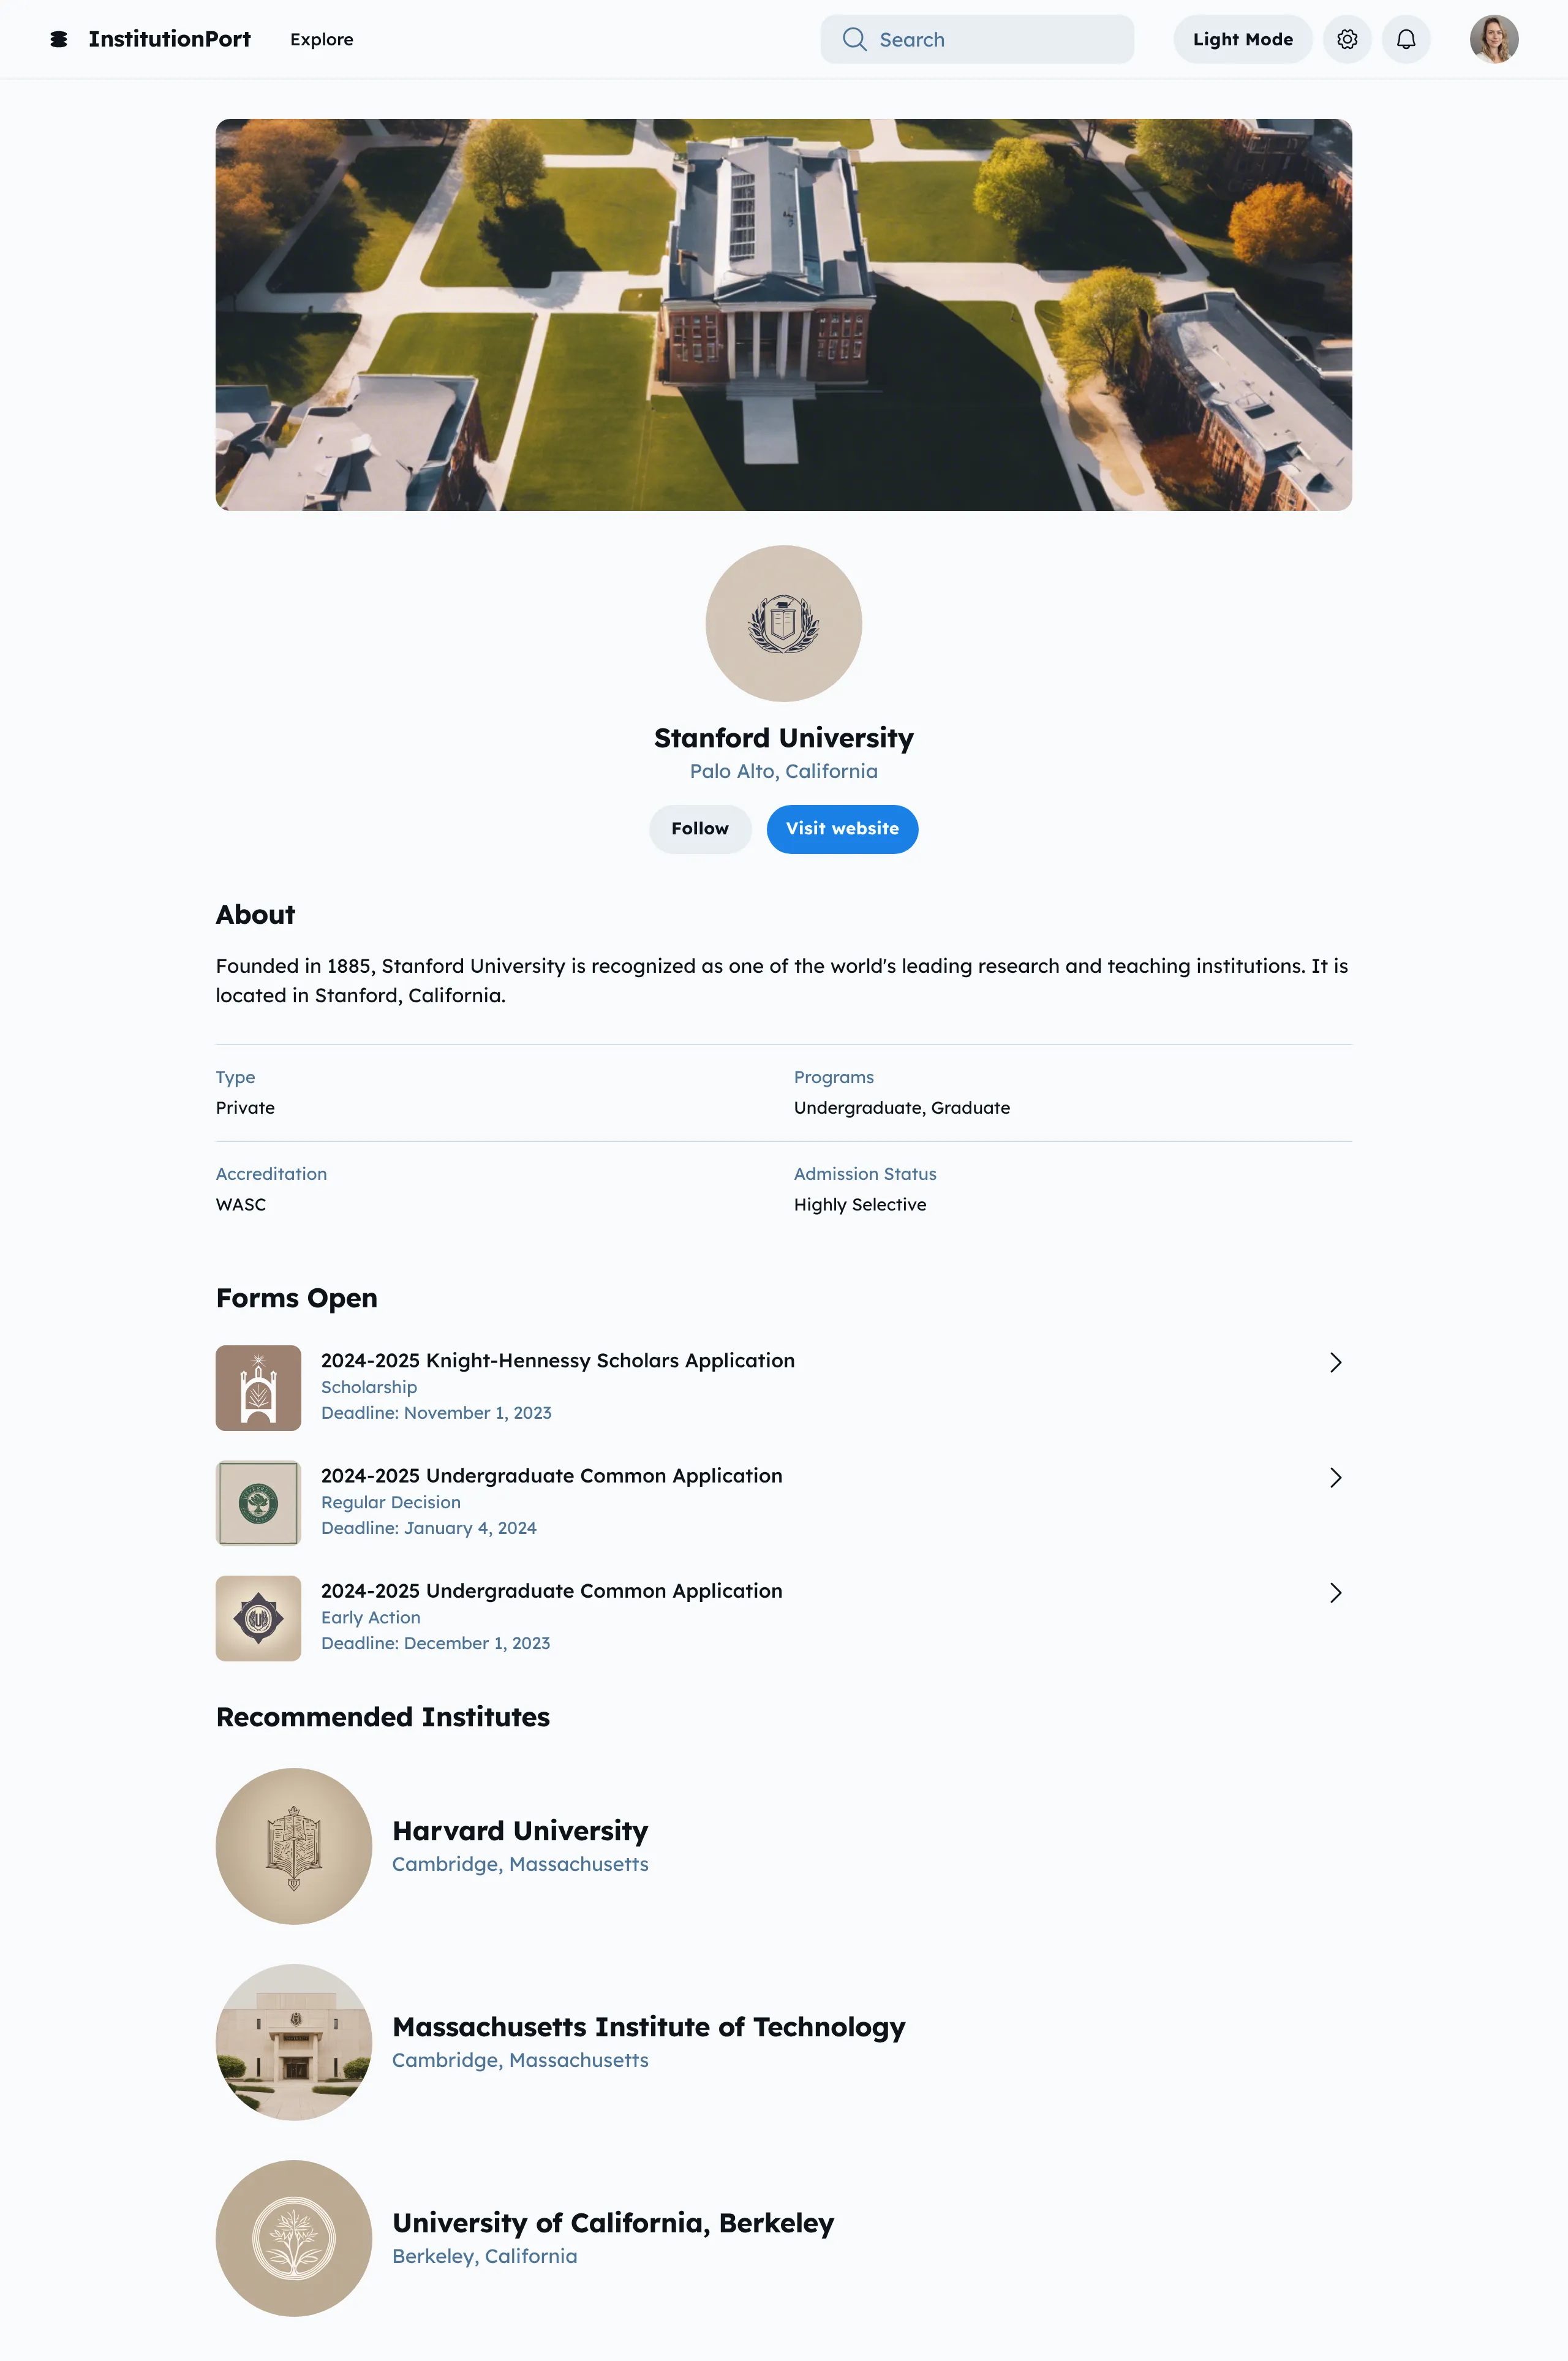 InstitutionPort
Explore
Search
Light Mode
Stanford University
Palo Alto, California
Follow
Visit website
About
Founded in 1885, Stanford University is recognized as one of the world's leading research and teaching institutions. It is
located in Stanford, California.
Type
Programs
Private
Undergraduate, Graduate
Accreditation
Admission Status
WASC
Highly Selective
Forms Open
2024-2025 Knight-Hennessy Scholars Application
Scholarship
Deadline: November 1, 2023
2024-2025 Undergraduate Common Application
Regular Decision
Deadline: January 4, 2024
2024-2025 Undergraduate Common Application
Early Action
Deadline: December 1, 2023
Recommended Institutes
Harvard University
Cambridge, Massachusetts
Massachusetts Institute of Technology
Cambridge, Massachusetts
University of California, Berkeley
Berkeley, California